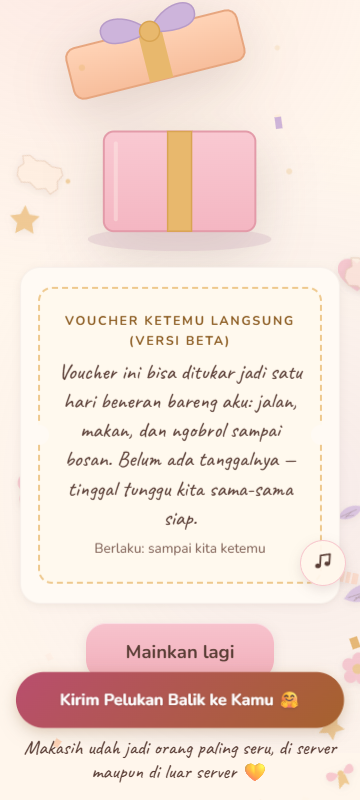 VOUCHER KETEMU LANGSUNG
(VERSI BETA)
Voucher ini bisa ditukar jadi satu
hari beneran bareng aku: jalan,
makan, dan ngobrol sampai
bosan. Belum ada tanggalnya —
tinggal tunggu kita sama-sama
siap.
Berlaku: sampai kita ketemu
Mainkan lagi
Kirim Pelukan Balik ke Kamu 🤗
Makasih udah jadi orang paling seru, di server
maupun di luar server 💛